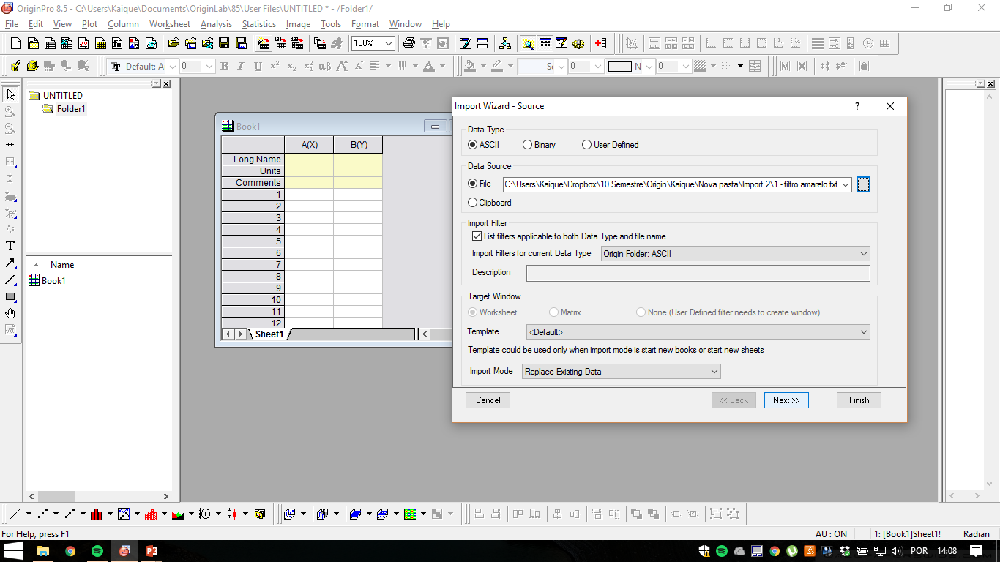 OriginPro 8.5 - C:\Users\Kaique\Documents\OriginLab\85\User Files\UNTITLED * - /Folder1/
File Edit View Plot Column Worksheet Analysis Statistics Image Tools Format Window Help
100%
Default: A 0 B I U x² x₂ x₁² αβ A A A 0 N 0
UNTITLED
Folder1
Name
Book1
Book1
A(X) B(Y)
Long Name
Units
Comments
1
2
3
4
5
6
7
8
9
10
11
12
Sheet1
Import Wizard - Source ?
Data Type
ASCII Binary User Defined
Data Source
File C:\Users\Kaique\Dropbox\10 Semestre\Origin\Kaique\Nova pasta\Import 2\1 - filtro amarelo.txt ...
Clipboard
Import Filter
List filters applicable to both Data Type and file name
Import Filters for current Data Type Origin Folder: ASCII
Description
Target Window
Worksheet Matrix None (User Defined filter needs to create window)
Template <Default>
Template could be used only when import mode is start new books or start new sheets
Import Mode Replace Existing Data
Cancel << Back Next >> Finish
For Help, press F1 AU : ON 1: [Book1]Sheet1! Radian
POR 14:08